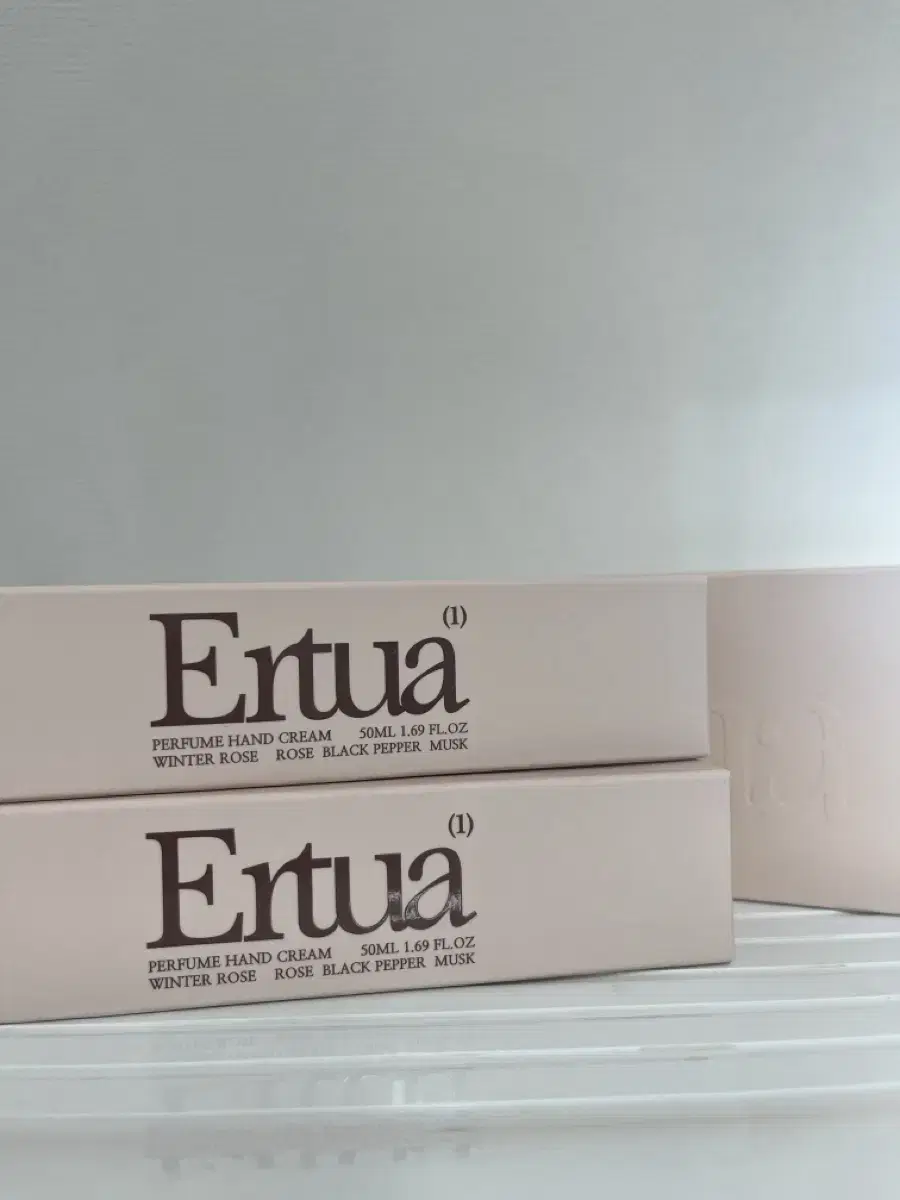 Ertua (1)
PERFUME HAND CREAM 50ML 1.69 FL.OZ
WINTER ROSE ROSE BLACK PEPPER MUSK
Ertua (1)
PERFUME HAND CREAM 50ML 1.69 FL.OZ
WINTER ROSE ROSE BLACK PEPPER MUSK